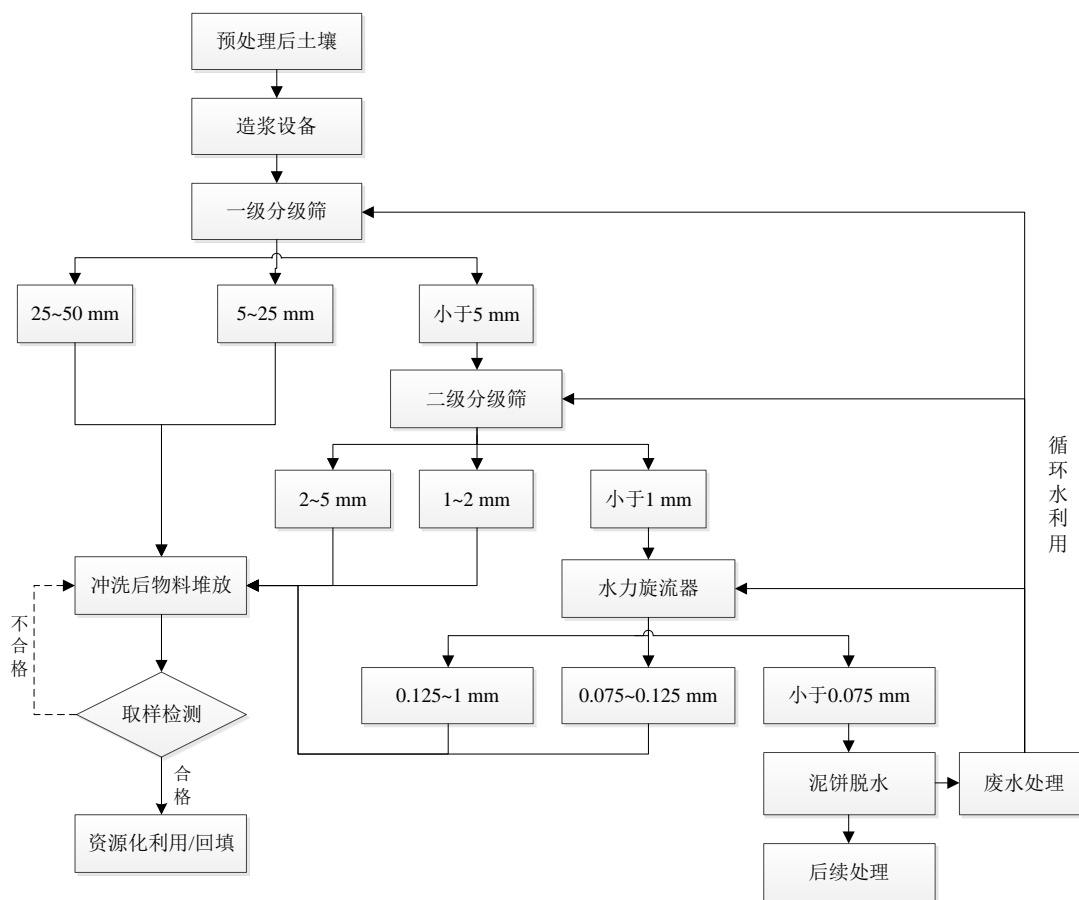 预处理后土壤
造浆设备
一级分级筛
25~50 mm
5~25 mm
小于5 mm
二级分级筛
循环水利用
2~5 mm
1~2 mm
小于1 mm
冲洗后物料堆放
水力旋流器
不合格
0.125~1 mm
0.075~0.125 mm
小于0.075 mm
取样检测
合格
泥饼脱水
废水处理
资源化利用/回填
后续处理